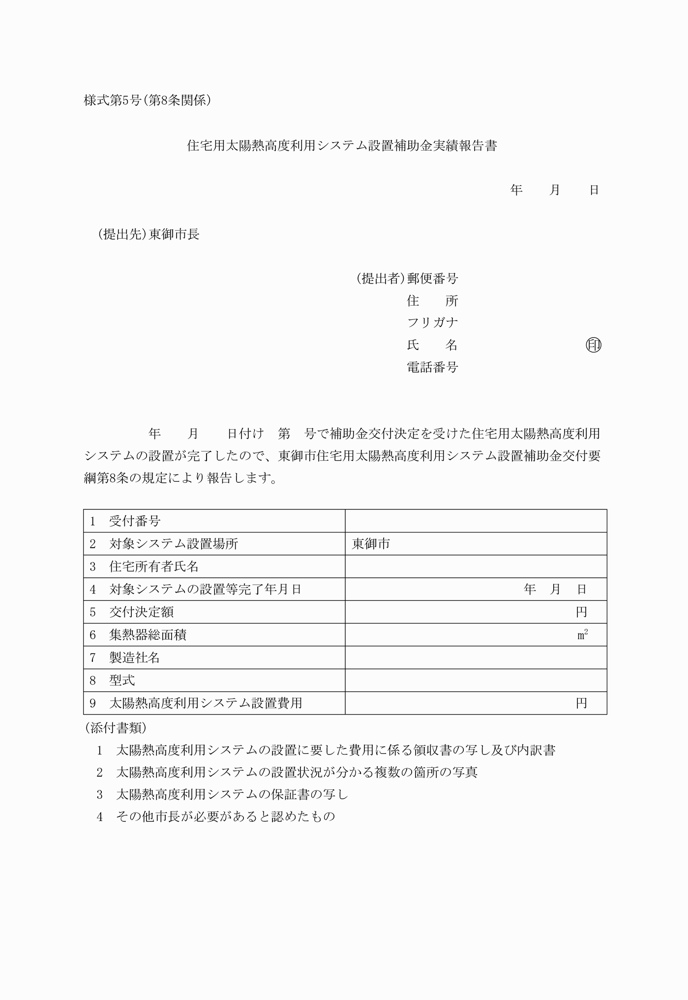 様式第5号(第8条関係)
住宅用太陽熱高度利用システム設置補助金実績報告書
年　　月　　日
(提出先)東御市長
(提出者)郵便番号
住　　所
フリガナ
氏　　名　　　　　　　　　　㊞
電話番号
年　　月　　日付け　第　号で補助金交付決定を受けた住宅用太陽熱高度利用
システムの設置が完了したので、東御市住宅用太陽熱高度利用システム設置補助金交付要
綱第8条の規定により報告します。
1　受付番号
2　対象システム設置場所　東御市
3　住宅所有者氏名
4　対象システムの設置等完了年月日　年　月　日
5　交付決定額　円
6　集熱器総面積　m²
7　製造社名
8　型式
9　太陽熱高度利用システム設置費用　円
(添付書類)
1　太陽熱高度利用システムの設置に要した費用に係る領収書の写し及び内訳書
2　太陽熱高度利用システムの設置状況が分かる複数の箇所の写真
3　太陽熱高度利用システムの保証書の写し
4　その他市長が必要があると認めたもの